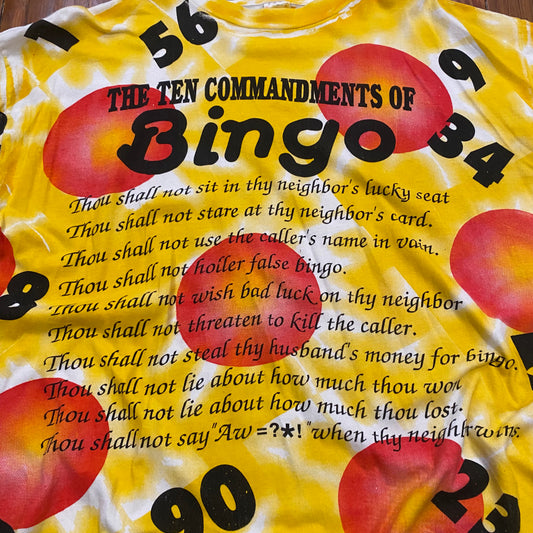 56
9
34
THE TEN COMMANDMENTS OF
Bingo
Thou shall not sit in thy neighbor's lucky seat
Thou shall not stare at thy neighbor's card.
Thou shall not use the caller's name in vain.
Thou shall not holler false bingo.
Thou shall not wish bad luck on thy neighbor
Thou shall not threaten to kill the caller.
Thou shall not steal thy husband's money for bingo.
Thou shall not lie about how much thou won
Thou shall not lie about how much thou lost.
Thou shall not say "Aw =?*!" when thy neighbor wins.
8
90
23